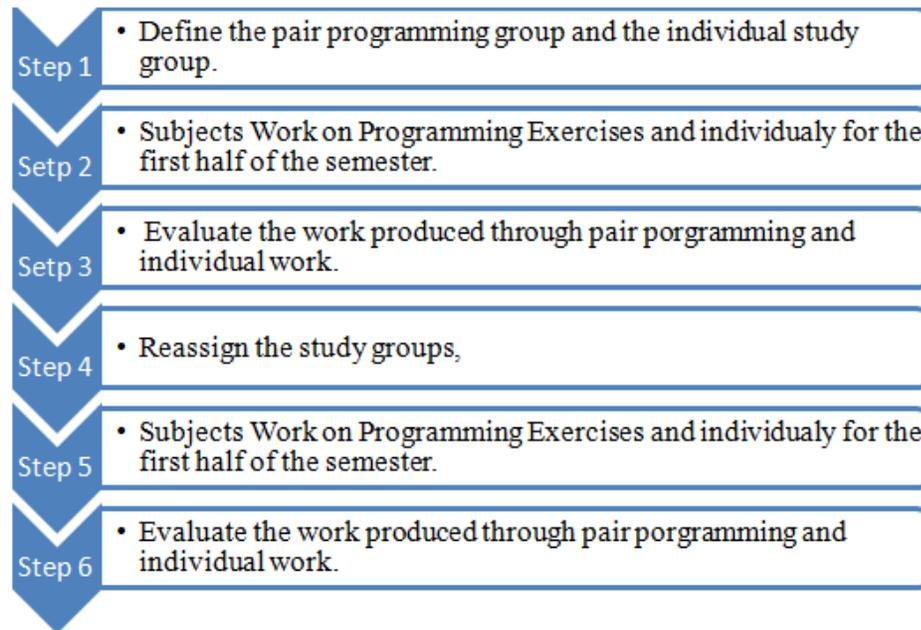 Step 1
• Define the pair programming group and the individual study
group.
Setp 2
• Subjects Work on Programming Exercises and individualy for the
first half of the semester.
Setp 3
• Evaluate the work produced through pair porgramming and
individual work.
Step 4
• Reassign the study groups,
Step 5
• Subjects Work on Programming Exercises and individualy for the
first half of the semester.
Step 6
• Evaluate the work produced through pair porgramming and
individual work.